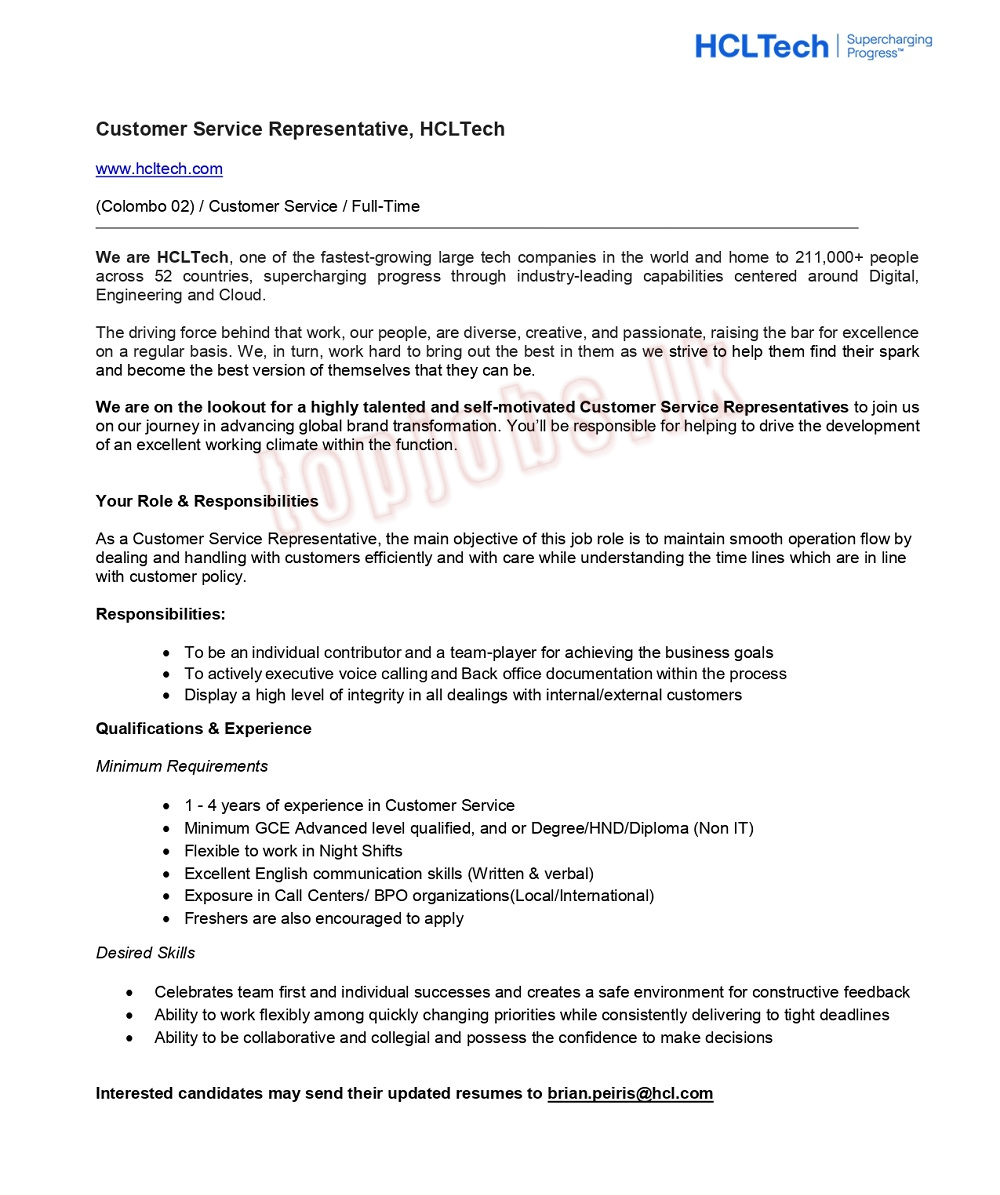 HCLTech | Supercharging
Progress™
Customer Service Representative, HCLTech
www.hcltech.com
(Colombo 02) / Customer Service / Full-Time
We are HCLTech, one of the fastest-growing large tech companies in the world and home to 211,000+ people
across 52 countries, supercharging progress through industry-leading capabilities centered around Digital,
Engineering and Cloud.
The driving force behind that work, our people, are diverse, creative, and passionate, raising the bar for excellence
on a regular basis. We, in turn, work hard to bring out the best in them as we strive to help them find their spark
and become the best version of themselves that they can be.
We are on the lookout for a highly talented and self-motivated Customer Service Representatives to join us
on our journey in advancing global brand transformation. You’ll be responsible for helping to drive the development
of an excellent working climate within the function.
topjobs.lk
Your Role & Responsibilities
As a Customer Service Representative, the main objective of this job role is to maintain smooth operation flow by
dealing and handling with customers efficiently and with care while understanding the time lines which are in line
with customer policy.
Responsibilities:
• To be an individual contributor and a team-player for achieving the business goals
• To actively executive voice calling and Back office documentation within the process
• Display a high level of integrity in all dealings with internal/external customers
Qualifications & Experience
Minimum Requirements
• 1 - 4 years of experience in Customer Service
• Minimum GCE Advanced level qualified, and or Degree/HND/Diploma (Non IT)
• Flexible to work in Night Shifts
• Excellent English communication skills (Written & verbal)
• Exposure in Call Centers/ BPO organizations(Local/International)
• Freshers are also encouraged to apply
Desired Skills
• Celebrates team first and individual successes and creates a safe environment for constructive feedback
• Ability to work flexibly among quickly changing priorities while consistently delivering to tight deadlines
• Ability to be collaborative and collegial and possess the confidence to make decisions
Interested candidates may send their updated resumes to brian.peiris@hcl.com